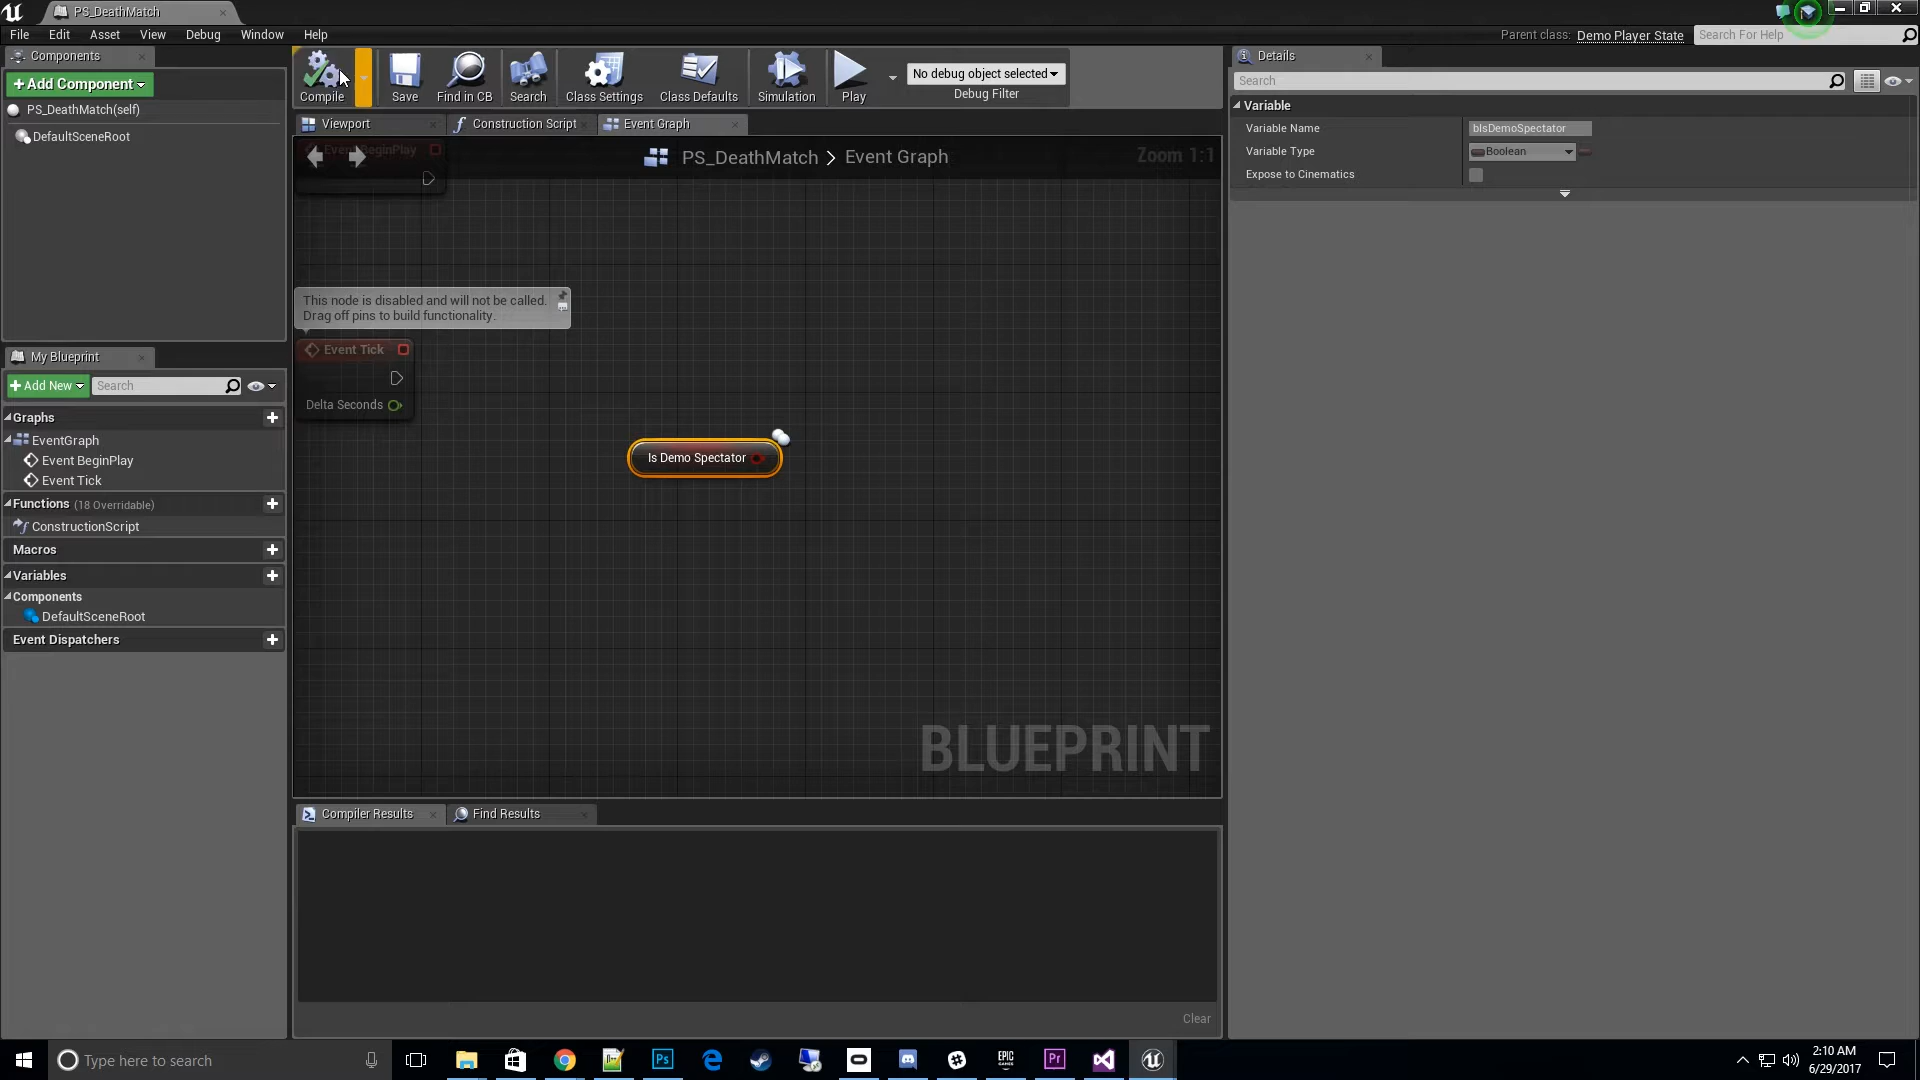 PS_DeathMatch
File Edit Asset View Debug Window Help
Parent class: Demo Player State
Search For Help
Components
+ Add Component
PS_DeathMatch(self)
DefaultSceneRoot
Compile
Save
Find in CB
Search
Class Settings
Class Defaults
Simulation
Play
No debug object selected
Debug Filter
Viewport
Construction Script
Event Graph
Event BeginPlay
PS_DeathMatch > Event Graph
Zoom 1:1
This node is disabled and will not be called.
Drag off pins to build functionality.
Event Tick
Delta Seconds
Is Demo Spectator
BLUEPRINT
My Blueprint
+ Add New
Search
Graphs
EventGraph
Event BeginPlay
Event Tick
Functions (18 Overridable)
ConstructionScript
Macros
Variables
Components
DefaultSceneRoot
Event Dispatchers
Compiler Results
Find Results
Clear
Details
Search
Variable
Variable Name bIsDemoSpectator
Variable Type Boolean
Expose to Cinematics
Type here to search
Ps
EPIC
GAMES
Pr
2:10 AM
6/29/2017